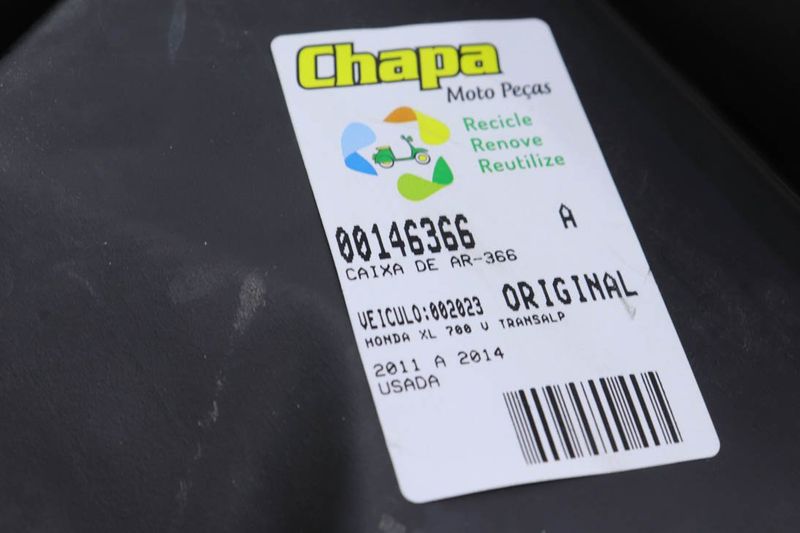 Chapa
Moto Peças
Recicle
Renove
Reutilize
A
00146366
CAIXA DE AR-366
VEICULO:002023 ORIGINAL
HONDA XL 700 V TRANSALP
2011 A 2014
USADA